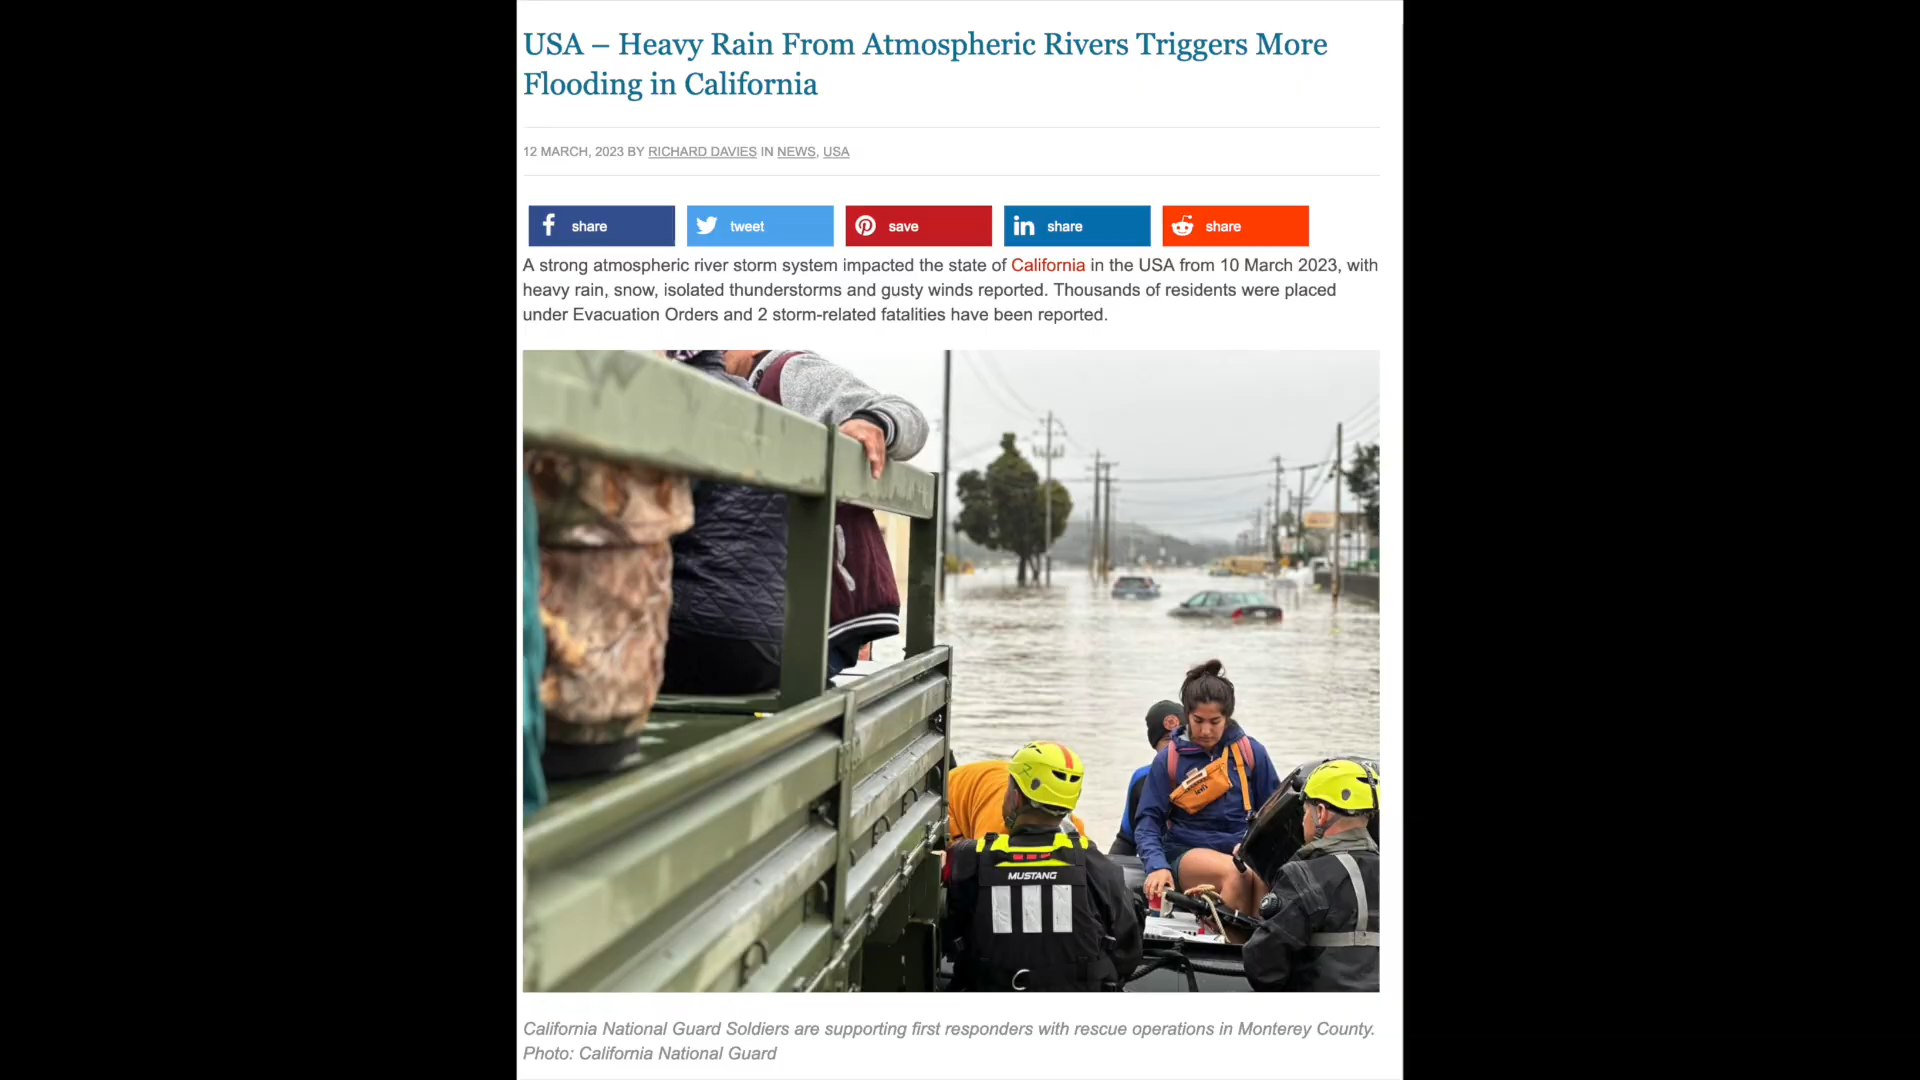 USA – Heavy Rain From Atmospheric Rivers Triggers More
Flooding in California
12 MARCH, 2023 BY RICHARD DAVIES IN NEWS, USA
share
tweet
save
share
share
A strong atmospheric river storm system impacted the state of California in the USA from 10 March 2023, with
heavy rain, snow, isolated thunderstorms and gusty winds reported. Thousands of residents were placed
under Evacuation Orders and 2 storm-related fatalities have been reported.
MUSTANG
California National Guard Soldiers are supporting first responders with rescue operations in Monterey County.
Photo: California National Guard